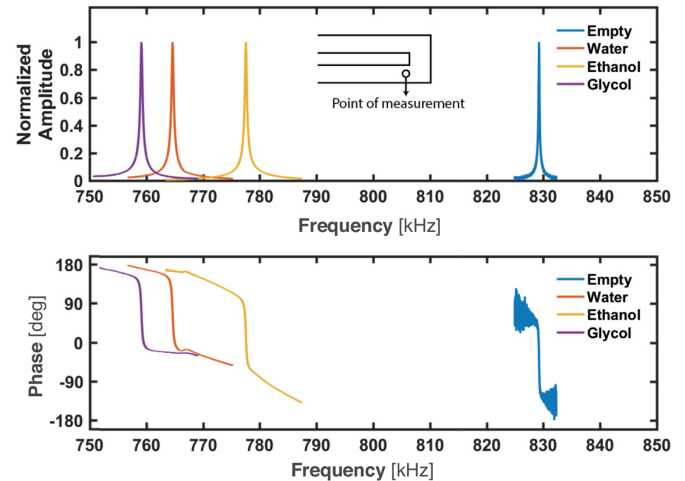 Normalized
Amplitude
1
0.8
0.6
0.4
0.2
0
Point of measurement
Empty
Water
Ethanol
Glycol
750 760 770 780 790 800 810 820 830 840 850
Frequency [kHz]
Phase [deg]
180
90
0
-90
-180
Empty
Water
Ethanol
Glycol
750 760 770 780 790 800 810 820 830 840 850
Frequency [kHz]